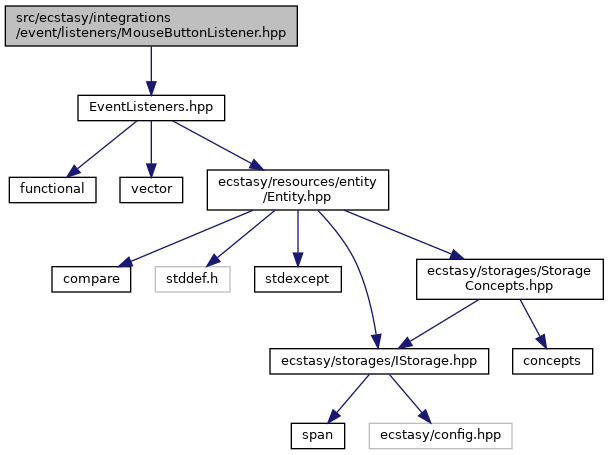 src/ecstasy/integrations
/event/listeners/MouseButtonListener.hpp
EventListeners.hpp
functional
vector
ecstasy/resources/entity
/Entity.hpp
compare
stddef.h
stdexcept
ecstasy/storages/Storage
Concepts.hpp
ecstasy/storages/IStorage.hpp
concepts
span
ecstasy/config.hpp